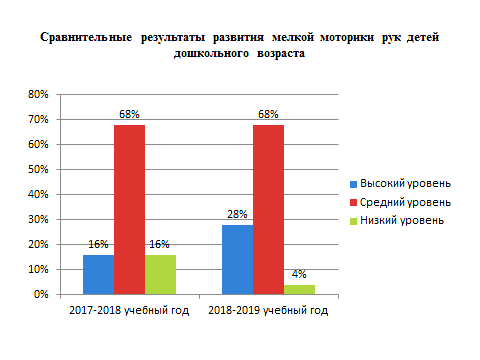 Сравнительные результаты развития мелкой моторики рук детей
дошкольного возраста
80%
70%
60%
50%
40%
30%
20%
10%
0%
16%
68%
16%
28%
68%
4%
2017-2018 учебный год
2018-2019 учебный год
Высокий уровень
Средний уровень
Низкий уровень